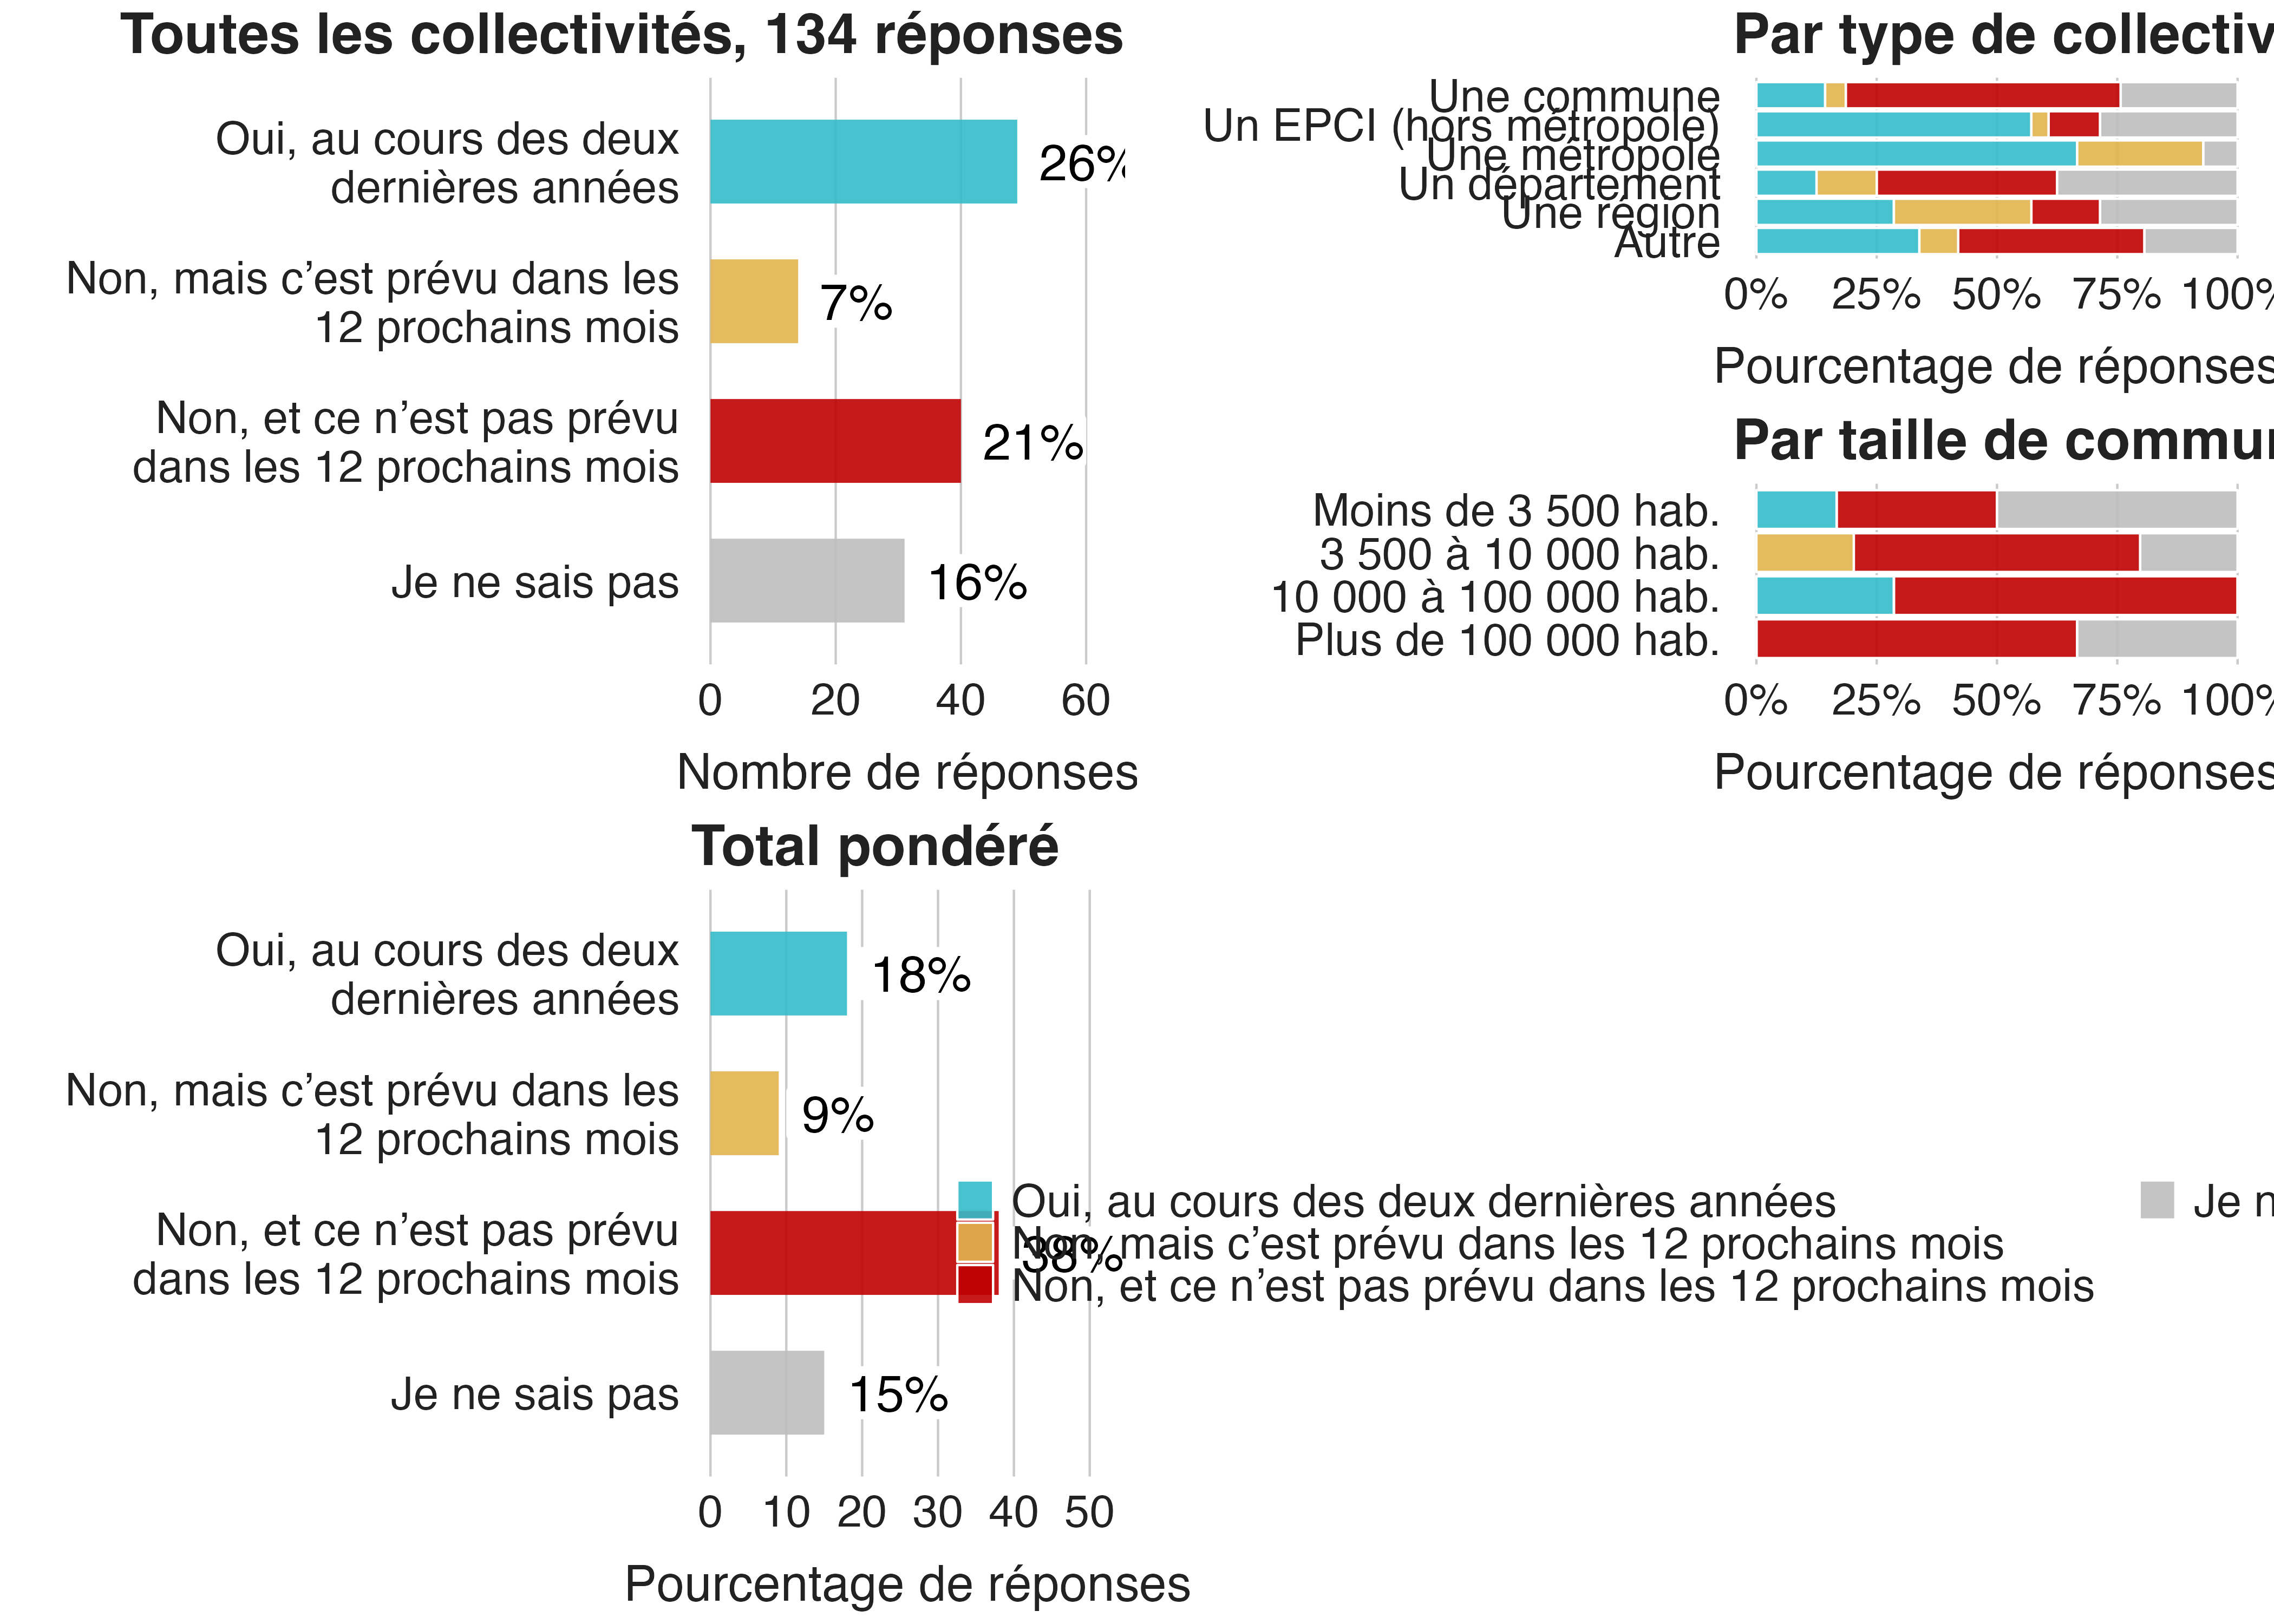 Toutes les collectivités, 134 réponses
Oui, au cours des deux
dernières années
26%
Non, mais c’est prévu dans les
12 prochains mois
7%
Non, et ce n’est pas prévu
dans les 12 prochains mois
21%
Je ne sais pas
16%
0 20 40 60
Nombre de réponses
Par type de collectiv
Une commune
Un EPCI (hors métropole)
Une métropole
Un département
Une région
Autre
0% 25% 50% 75% 100%
Pourcentage de réponses
Par taille de commun
Moins de 3 500 hab.
3 500 à 10 000 hab.
10 000 à 100 000 hab.
Plus de 100 000 hab.
0% 25% 50% 75% 100%
Pourcentage de réponses
Total pondéré
Oui, au cours des deux
dernières années
18%
Non, mais c’est prévu dans les
12 prochains mois
9%
Non, et ce n’est pas prévu
dans les 12 prochains mois
38%
Je ne sais pas
15%
0 10 20 30 40 50
Pourcentage de réponses
Oui, au cours des deux dernières années
Non, mais c’est prévu dans les 12 prochains mois
Non, et ce n’est pas prévu dans les 12 prochains mois
Je n